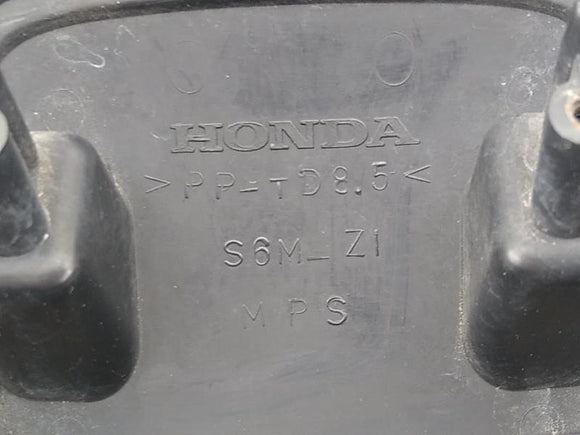 HONDA
>PP-TD8.5<
S6M_Z1
MPS